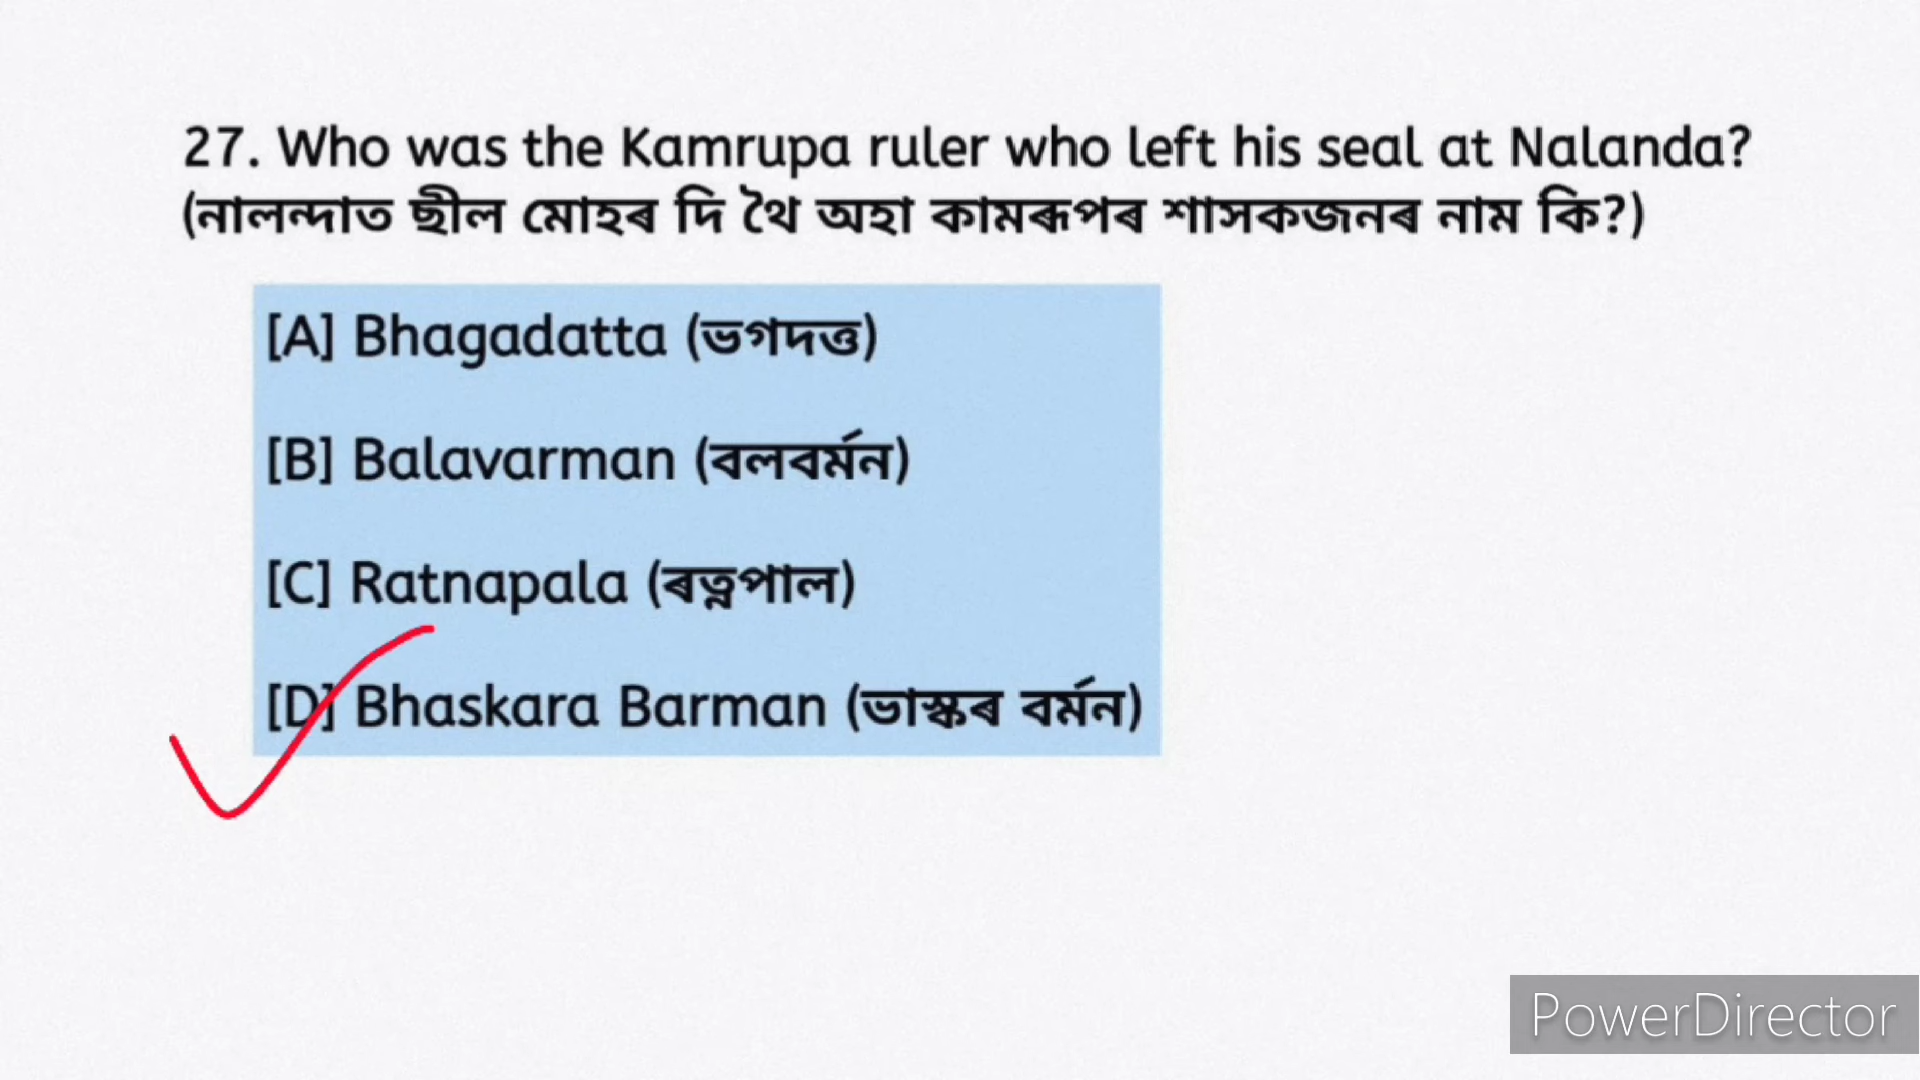 27. Who was the Kamrupa ruler who left his seal at Nalanda?
(নালন্দাত ছীল মোহৰ দি থৈ অহা কামৰূপৰ শাসকজনৰ নাম কি?)
[A] Bhagadatta (ভগদত্ত)
[B] Balavarman (বলবৰ্মন)
[C] Ratnapala (ৰত্নপাল)
[D] Bhaskara Barman (ভাস্কৰ বৰ্মন)
PowerDirector